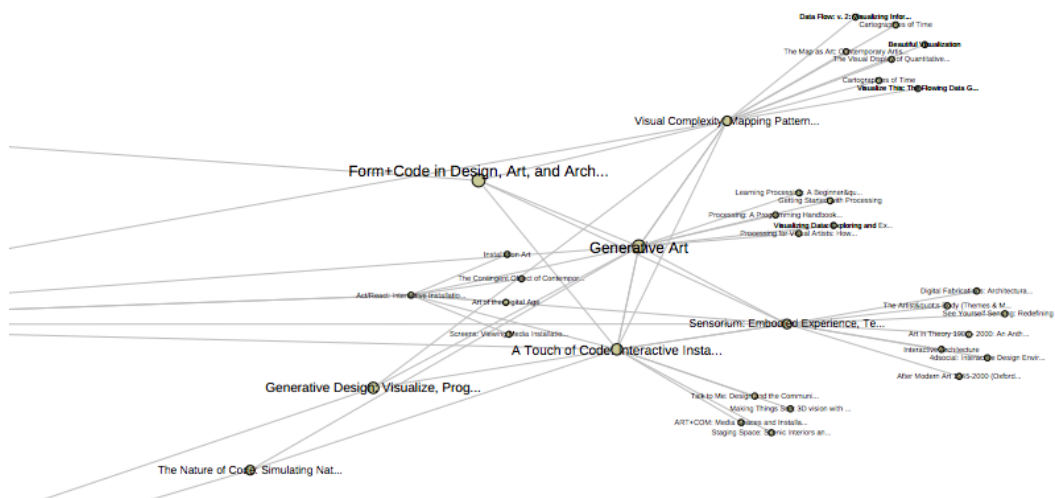 Data Flow: v. 2: Visualizing Infor...
Cartographies of Time
Beautiful Visualization
The Map as Art: Contemporary Artis...
The Visual Display of Quantitative...
Cartographies of Time
Visualize This: The Flowing Data G...
Visual Complexity: Mapping Pattern...
Form+Code in Design, Art, and Arch...
Learning Processing: A Beginner&qu...
Getting Started with Processing
Processing: A Programming Handbook...
Visualizing Data: Exploring and Ex...
Processing for Visual Artists: How...
Generative Art
Installation Art
The Contingent Object of Contempor...
Act/React: Interactive Installatio...
Art of the Digital Age
Digital Fabrications: Architectura...
The Artist&quot;s Body (Themes & M...
See Yourself Sensing: Redefining
Sensorium: Embodied Experience, Te...
Art in Theory 1900-2000: An Anth...
Screens: Viewing Media Installatio...
A Touch of Code: Interactive Insta...
Interactive Architecture
4dsocial: Interactive Design Envir...
After Modern Art 1945-2000 (Oxford...
Generative Design: Visualize, Prog...
Talk to Me: Design and the Communi...
Making Things See: 3D vision with ...
ART+COM: Media Spaces and Installa...
Staging Space: Scenic Interiors an...
The Nature of Code: Simulating Nat...